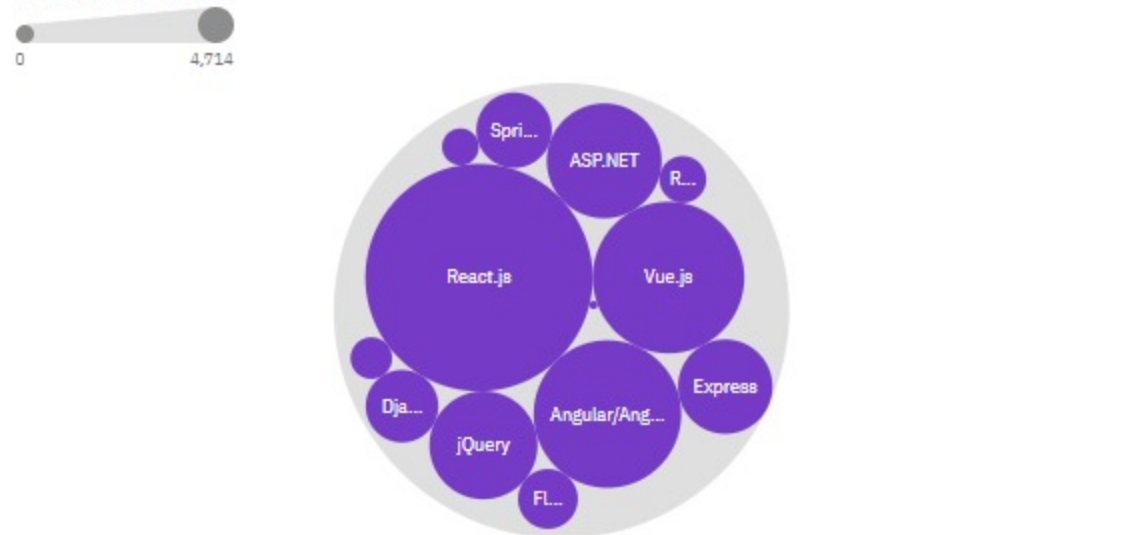 0 4,714
Spri...
ASP.NET
R...
React.js
Vue.js
Express
Dja...
Angular/Ang...
jQuery
Fl...